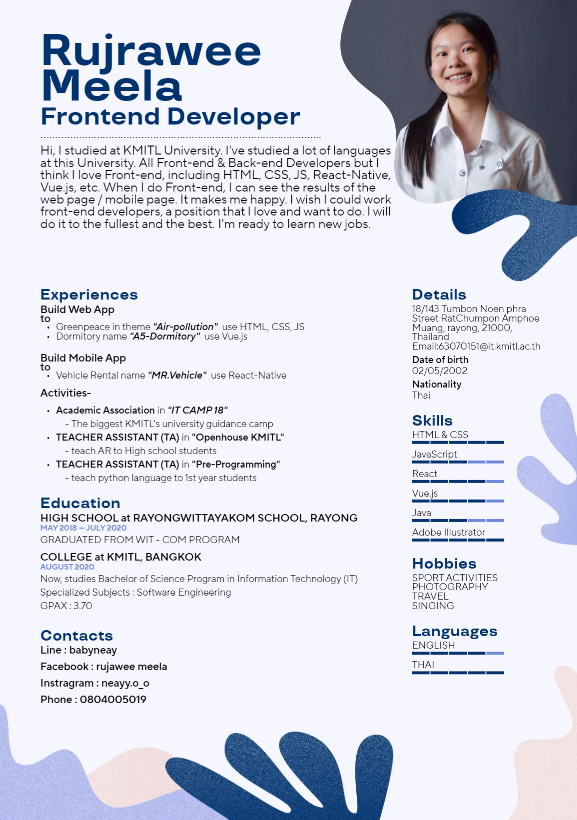 Rujrawee
Meela
Frontend Developer
Hi, I studied at KMITL University. I've studied a lot of languages
at this University. All Front-end & Back-end Developers but I
think I love Front-end, including HTML, CSS, JS, React-Native,
Vue.js, etc. When I do Front-end, I can see the results of the
web page / mobile page. It makes me happy. I wish I could work
front-end developers, a position that I love and want to do. I will
do it to the fullest and the best. I'm ready to learn new jobs.
Experiences
Build Web App
to
• Greenpeace in theme "Air-pollution" use HTML, CSS, JS
• Dormitory name "A5-Dormitory" use Vue.js
Build Mobile App
to
• Vehicle Rental name "MR.Vehicle" use React-Native
Activities-
• Academic Association in "IT CAMP 18"
- The biggest KMITL's university guidance camp
• TEACHER ASSISTANT (TA) in "Openhouse KMITL"
- teach AR to High school students
• TEACHER ASSISTANT (TA) in "Pre-Programming"
- teach python language to 1st year students
Education
HIGH SCHOOL at RAYONGWITTAYAKOM SCHOOL, RAYONG
MAY 2018 — JULY 2020
GRADUATED FROM WIT - COM PROGRAM
COLLEGE at KMITL, BANGKOK
AUGUST 2020
Now, studies Bachelor of Science Program in Information Technology (IT)
Specialized Subjects : Software Engineering
GPAX : 3.70
Contacts
Line : babyneay
Facebook : rujawee meela
Instragram : neayy.o_o
Phone : 0804005019
Details
18/143 Tumbon Noen phra
Street RatChumpon Amphoe
Muang, rayong, 21000,
Thailand
Email:63070151@it.kmitl.ac.th
Date of birth
02/05/2002
Nationality
Thai
Skills
HTML & CSS
JavaScript
React
Vue.js
Java
Adobe Illustrator
Hobbies
SPORT ACTIVITIES
PHOTOGRAPHY
TRAVEL
SINGING
Languages
ENGLISH
THAI